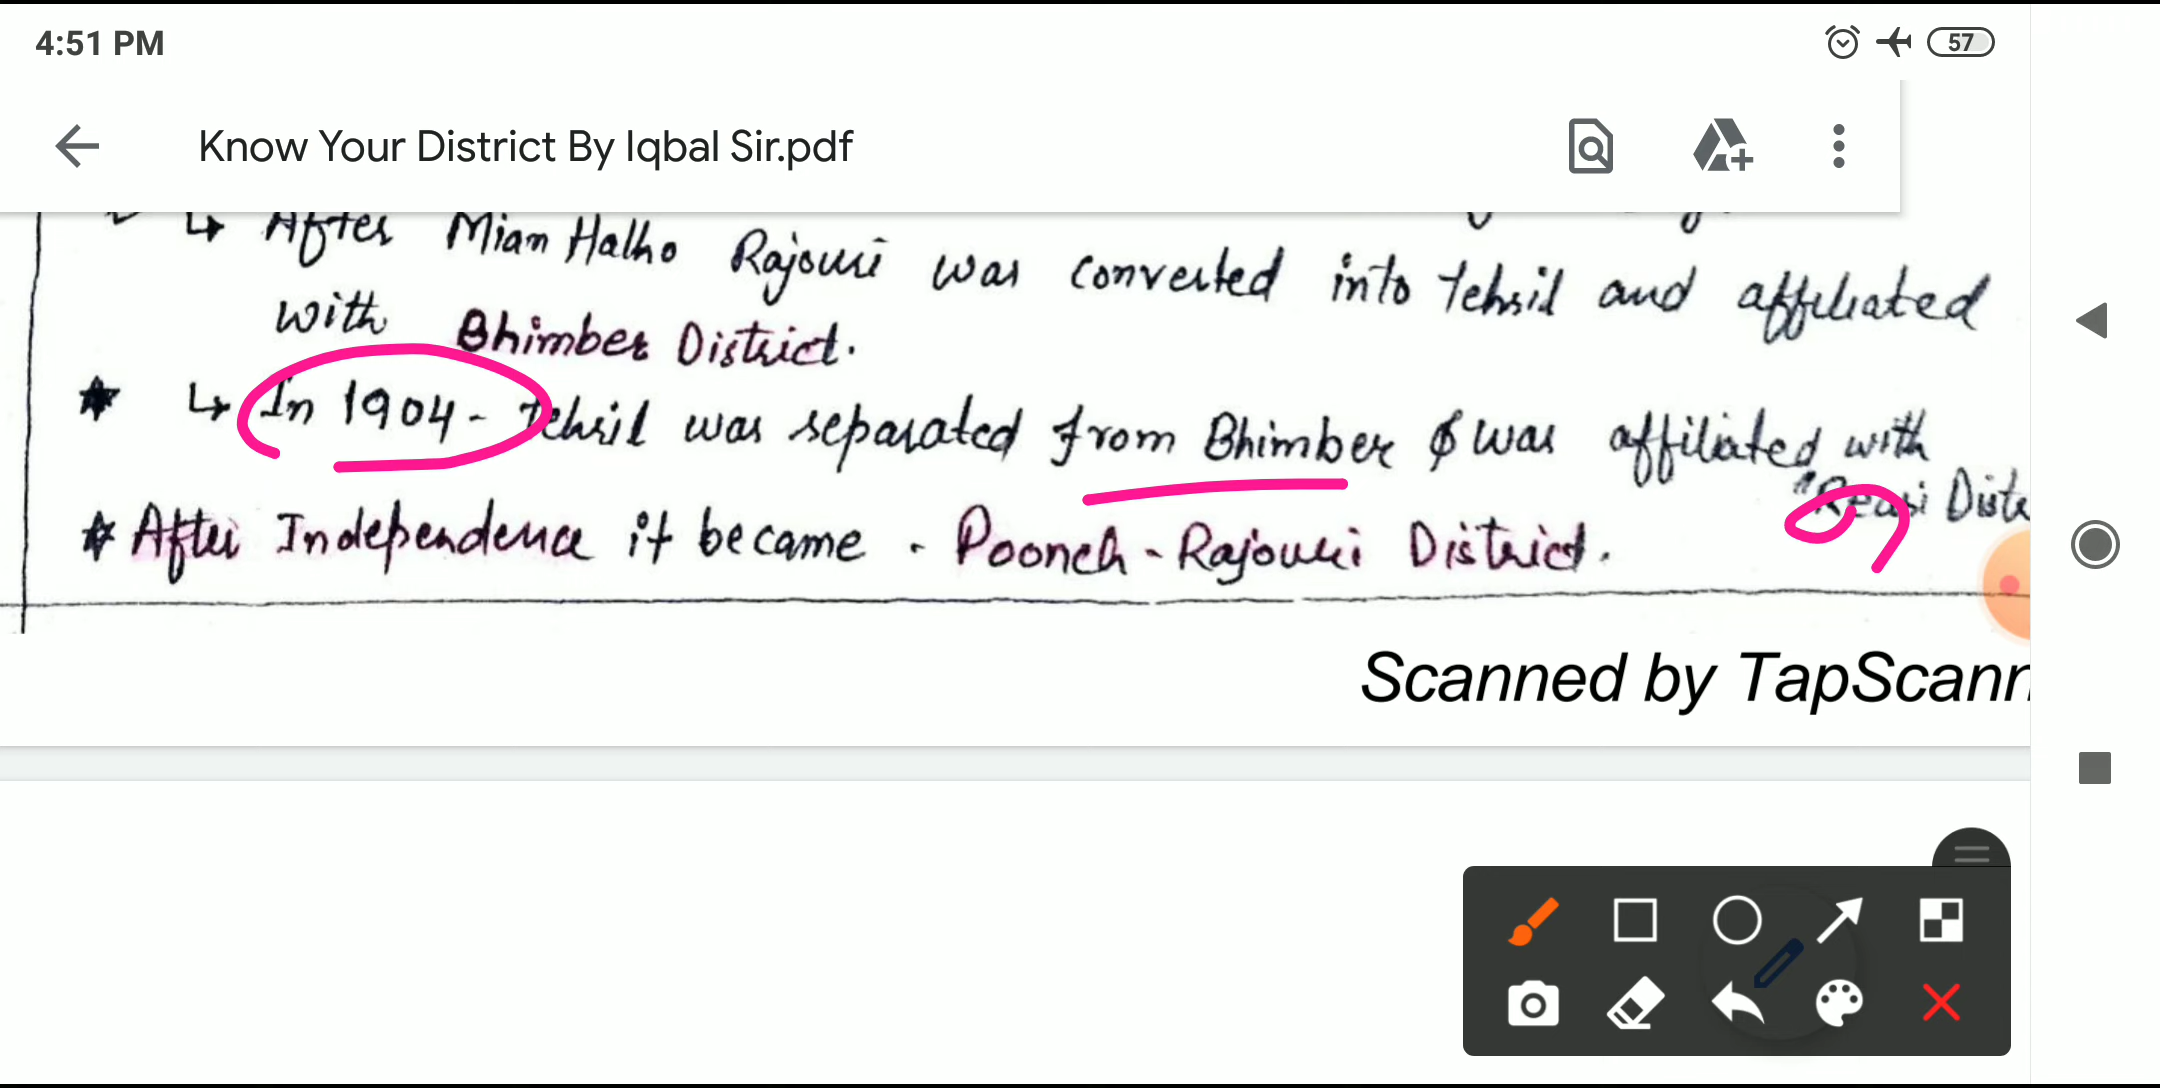 4:51 PM
57
Know Your District By Iqbal Sir.pdf
↳ After Mian Hatho Rajouri was converted into Tehsil and affiliated
with Bhimber District.
★ ↳ In 1904 - Tehsil was separated from Bhimber & was affiliated with
"Reasi Distt
★ After Independence it became - Poonch - Rajouri District.
Scanned by TapScann